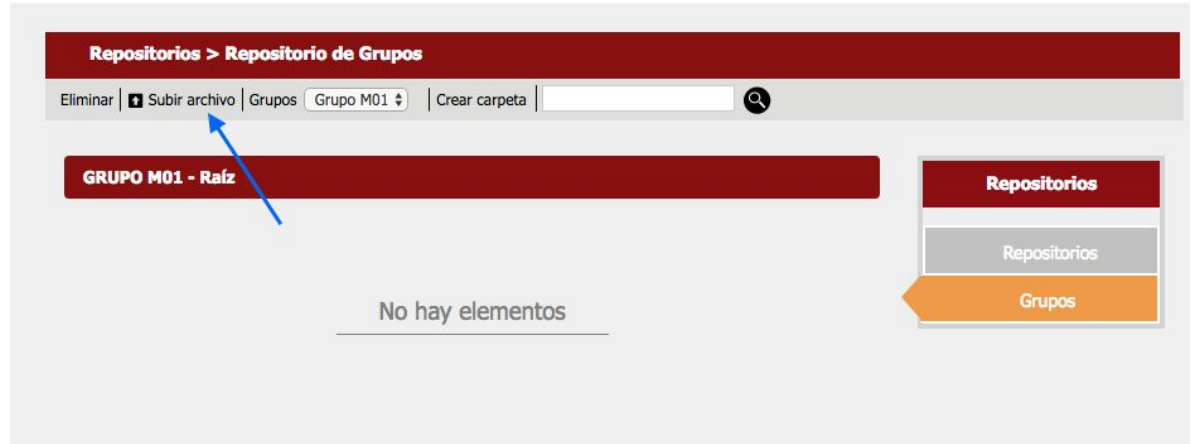 Repositorios > Repositorio de Grupos
Eliminar | Subir archivo | Grupos Grupo M01 | Crear carpeta |
GRUPO M01 - Raíz
No hay elementos
Repositorios
Repositorios
Grupos